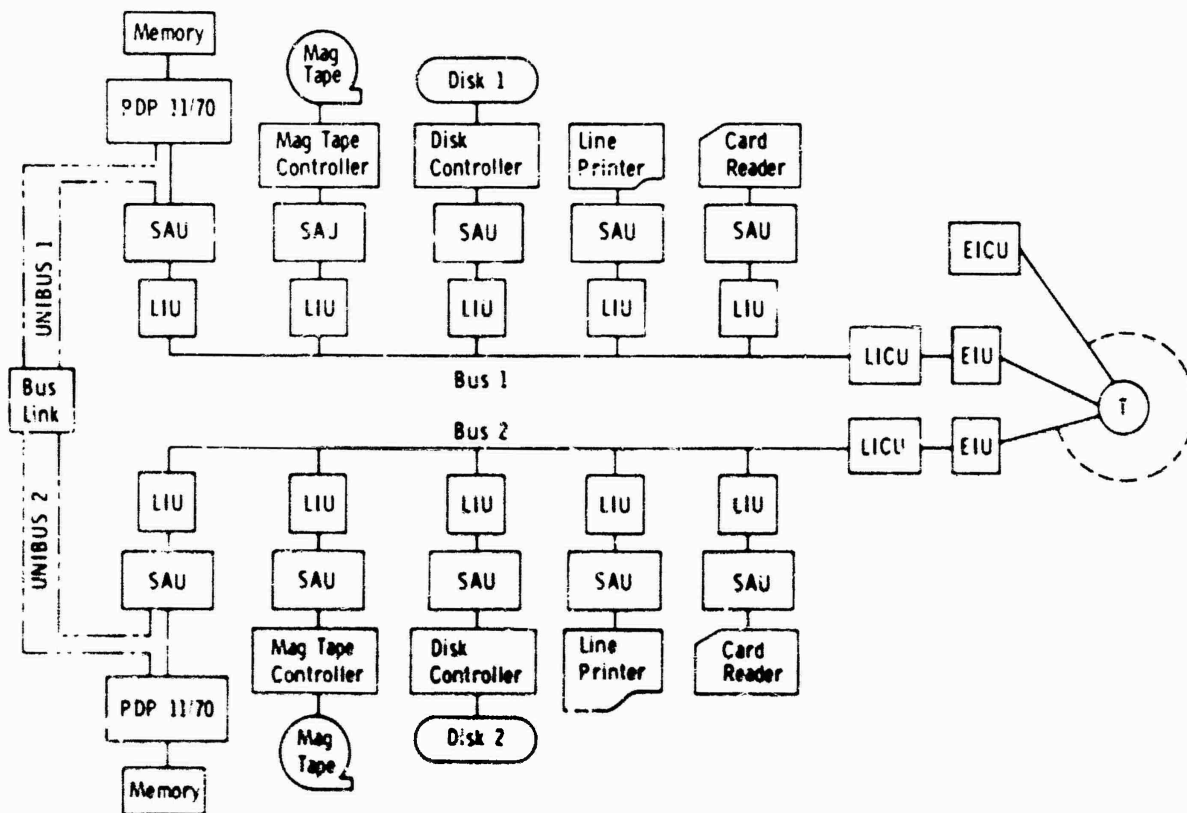 Memory
Mag
Tape
Disk 1
PDP 11/70
Mag Tape
Controller
Disk
Controller
Line
Printer
Card
Reader
SAU
SAU
SAU
SAU
SAU
EICU
UNIBUS 1
LIU
LIU
LIU
LIU
LIU
LICU
EIU
Bus 1
Bus
Link
T
Bus 2
LICU
EIU
LIU
LIU
LIU
LIU
LIU
UNIBUS 2
SAU
SAU
SAU
SAU
SAU
Mag Tape
Controller
Disk
Controller
Line
Printer
Card
Reader
PDP 11/70
Mag
Tape
Disk 2
Memory